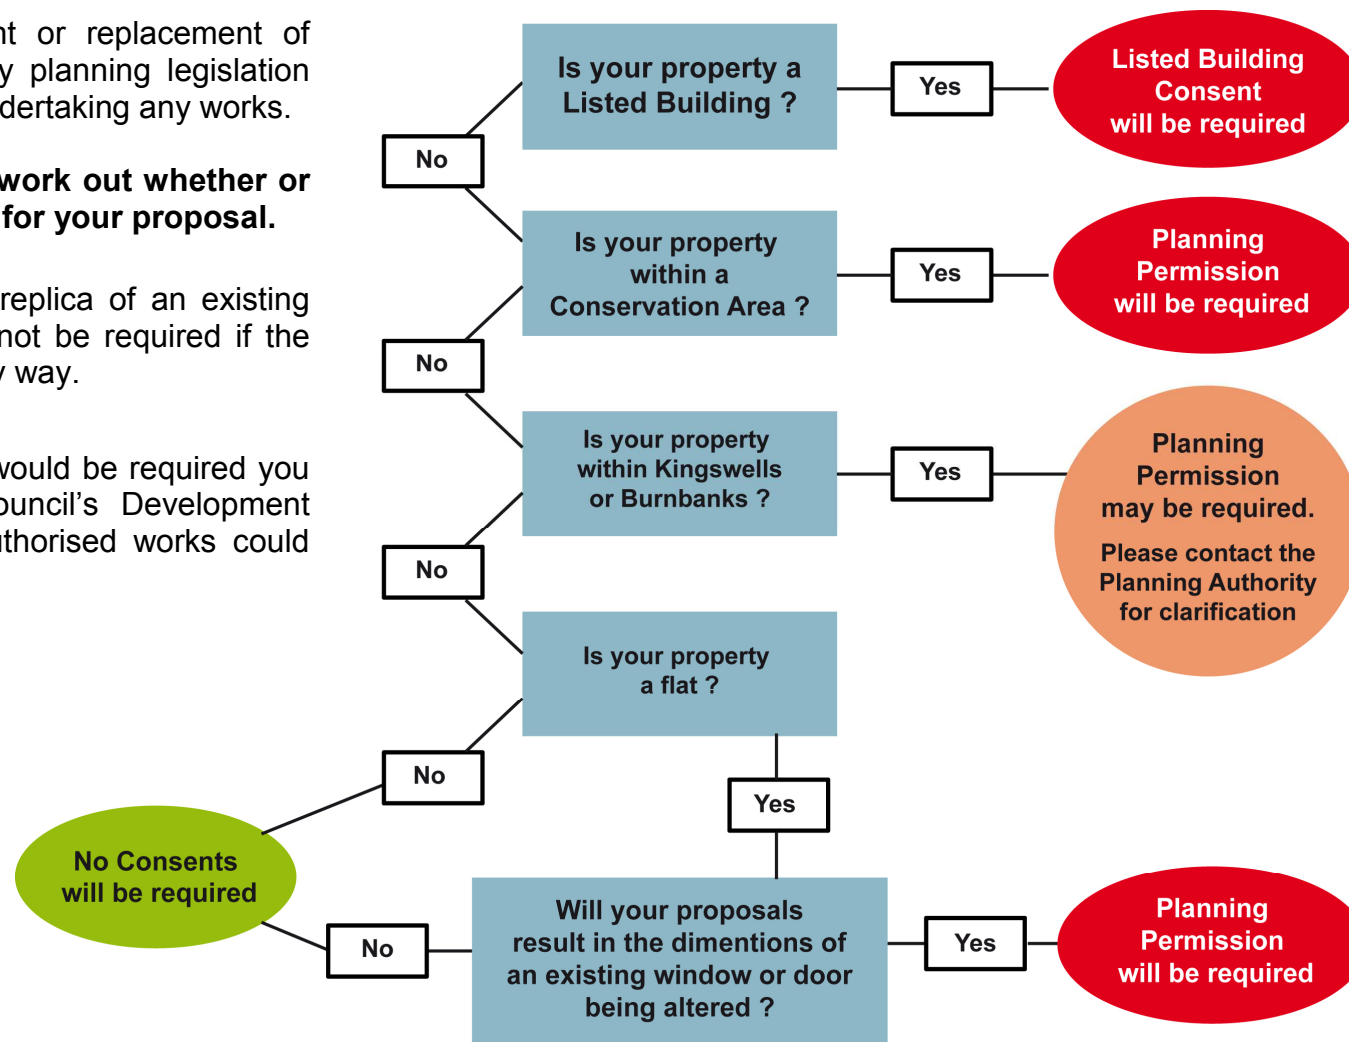 nt or replacement of
y planning legislation
dertaking any works.
work out whether or
for your proposal.
replica of an existing
not be required if the
y way.
would be required you
ouncil's Development
uthorised works could
Is your property a
Listed Building ?
Yes
Listed Building
Consent
will be required
No
Is your property
within a
Conservation Area ?
Yes
Planning
Permission
will be required
No
Is your property
within Kingswells
or Burnbanks ?
Yes
Planning
Permission
may be required.
Please contact the
Planning Authority
for clarification
No
Is your property
a flat ?
No
Yes
No Consents
will be required
Will your proposals
result in the dimentions of
an existing window or door
being altered ?
No
Yes
Planning
Permission
will be required